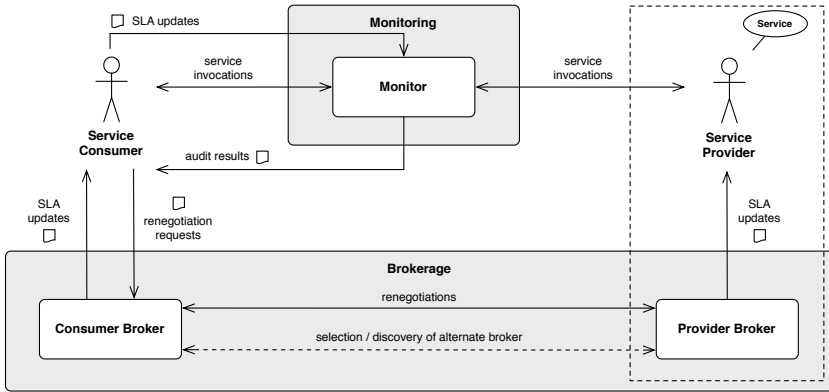 SLA updates
Monitoring
Service
service
invocations
Monitor
service
invocations
Service
Consumer
Service
Provider
audit results
SLA
updates
renegotiation
requests
SLA
updates
Brokerage
renegotiations
Consumer Broker
Provider Broker
selection / discovery of alternate broker